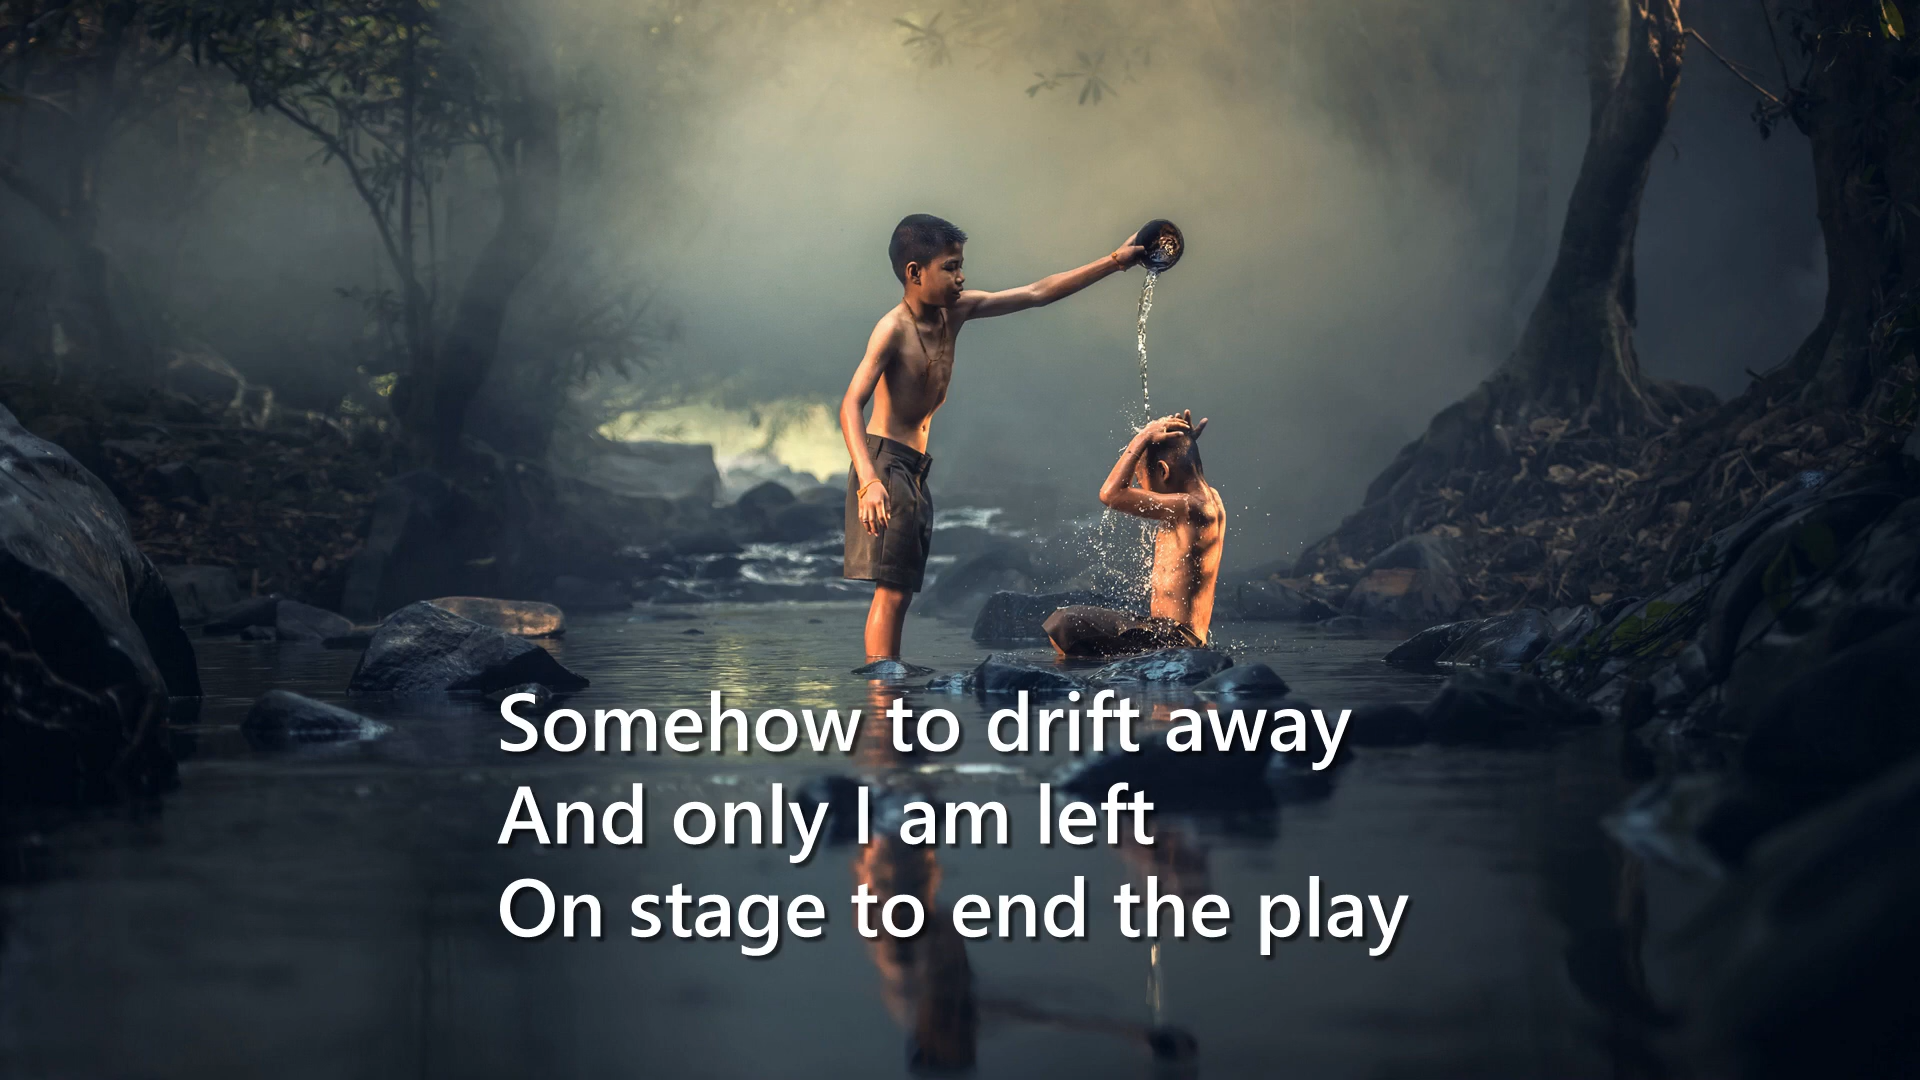 Somehow to drift away
And only I am left
On stage to end the play